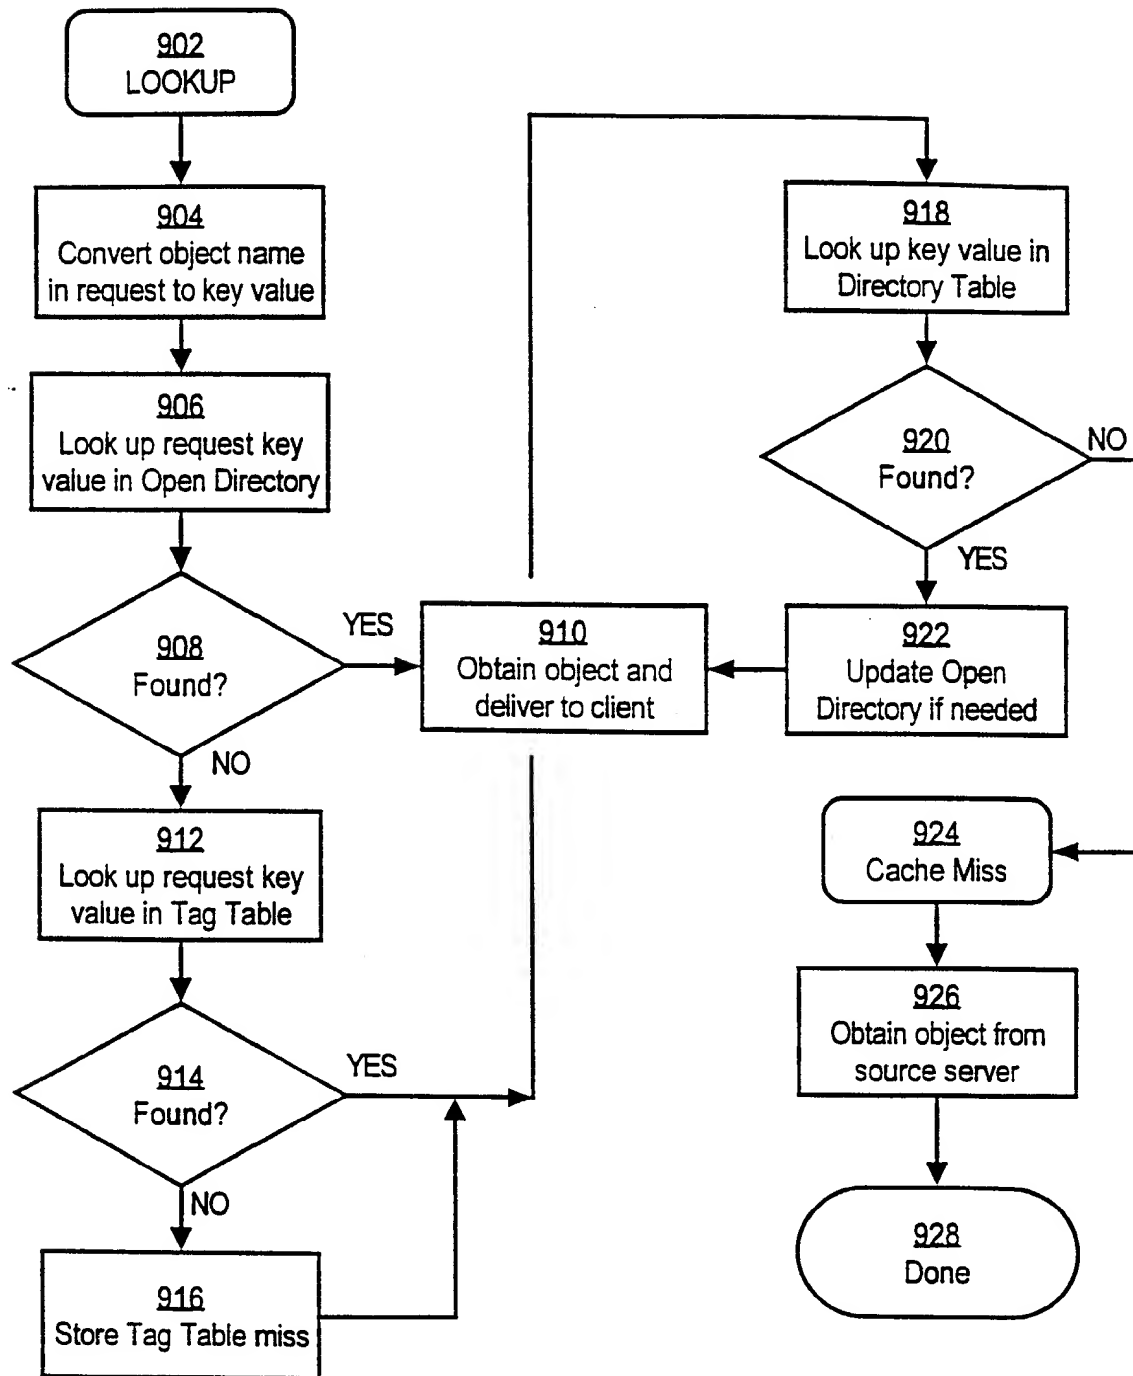 902
LOOKUP
904
Convert object name
in request to key value
906
Look up request key
value in Open Directory
908
Found?
YES
NO
910
Obtain object and
deliver to client
912
Look up request key
value in Tag Table
914
Found?
YES
NO
916
Store Tag Table miss
918
Look up key value in
Directory Table
920
Found?
NO
YES
922
Update Open
Directory if needed
924
Cache Miss
926
Obtain object from
source server
928
Done